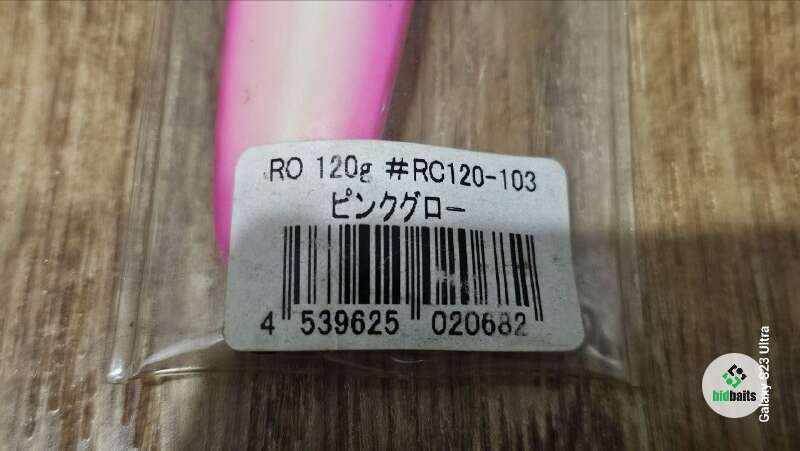 RO 120g #RC120-103
ピンクグロー
4 539625 020682
bidbaits
Galaxy S23 Ultra